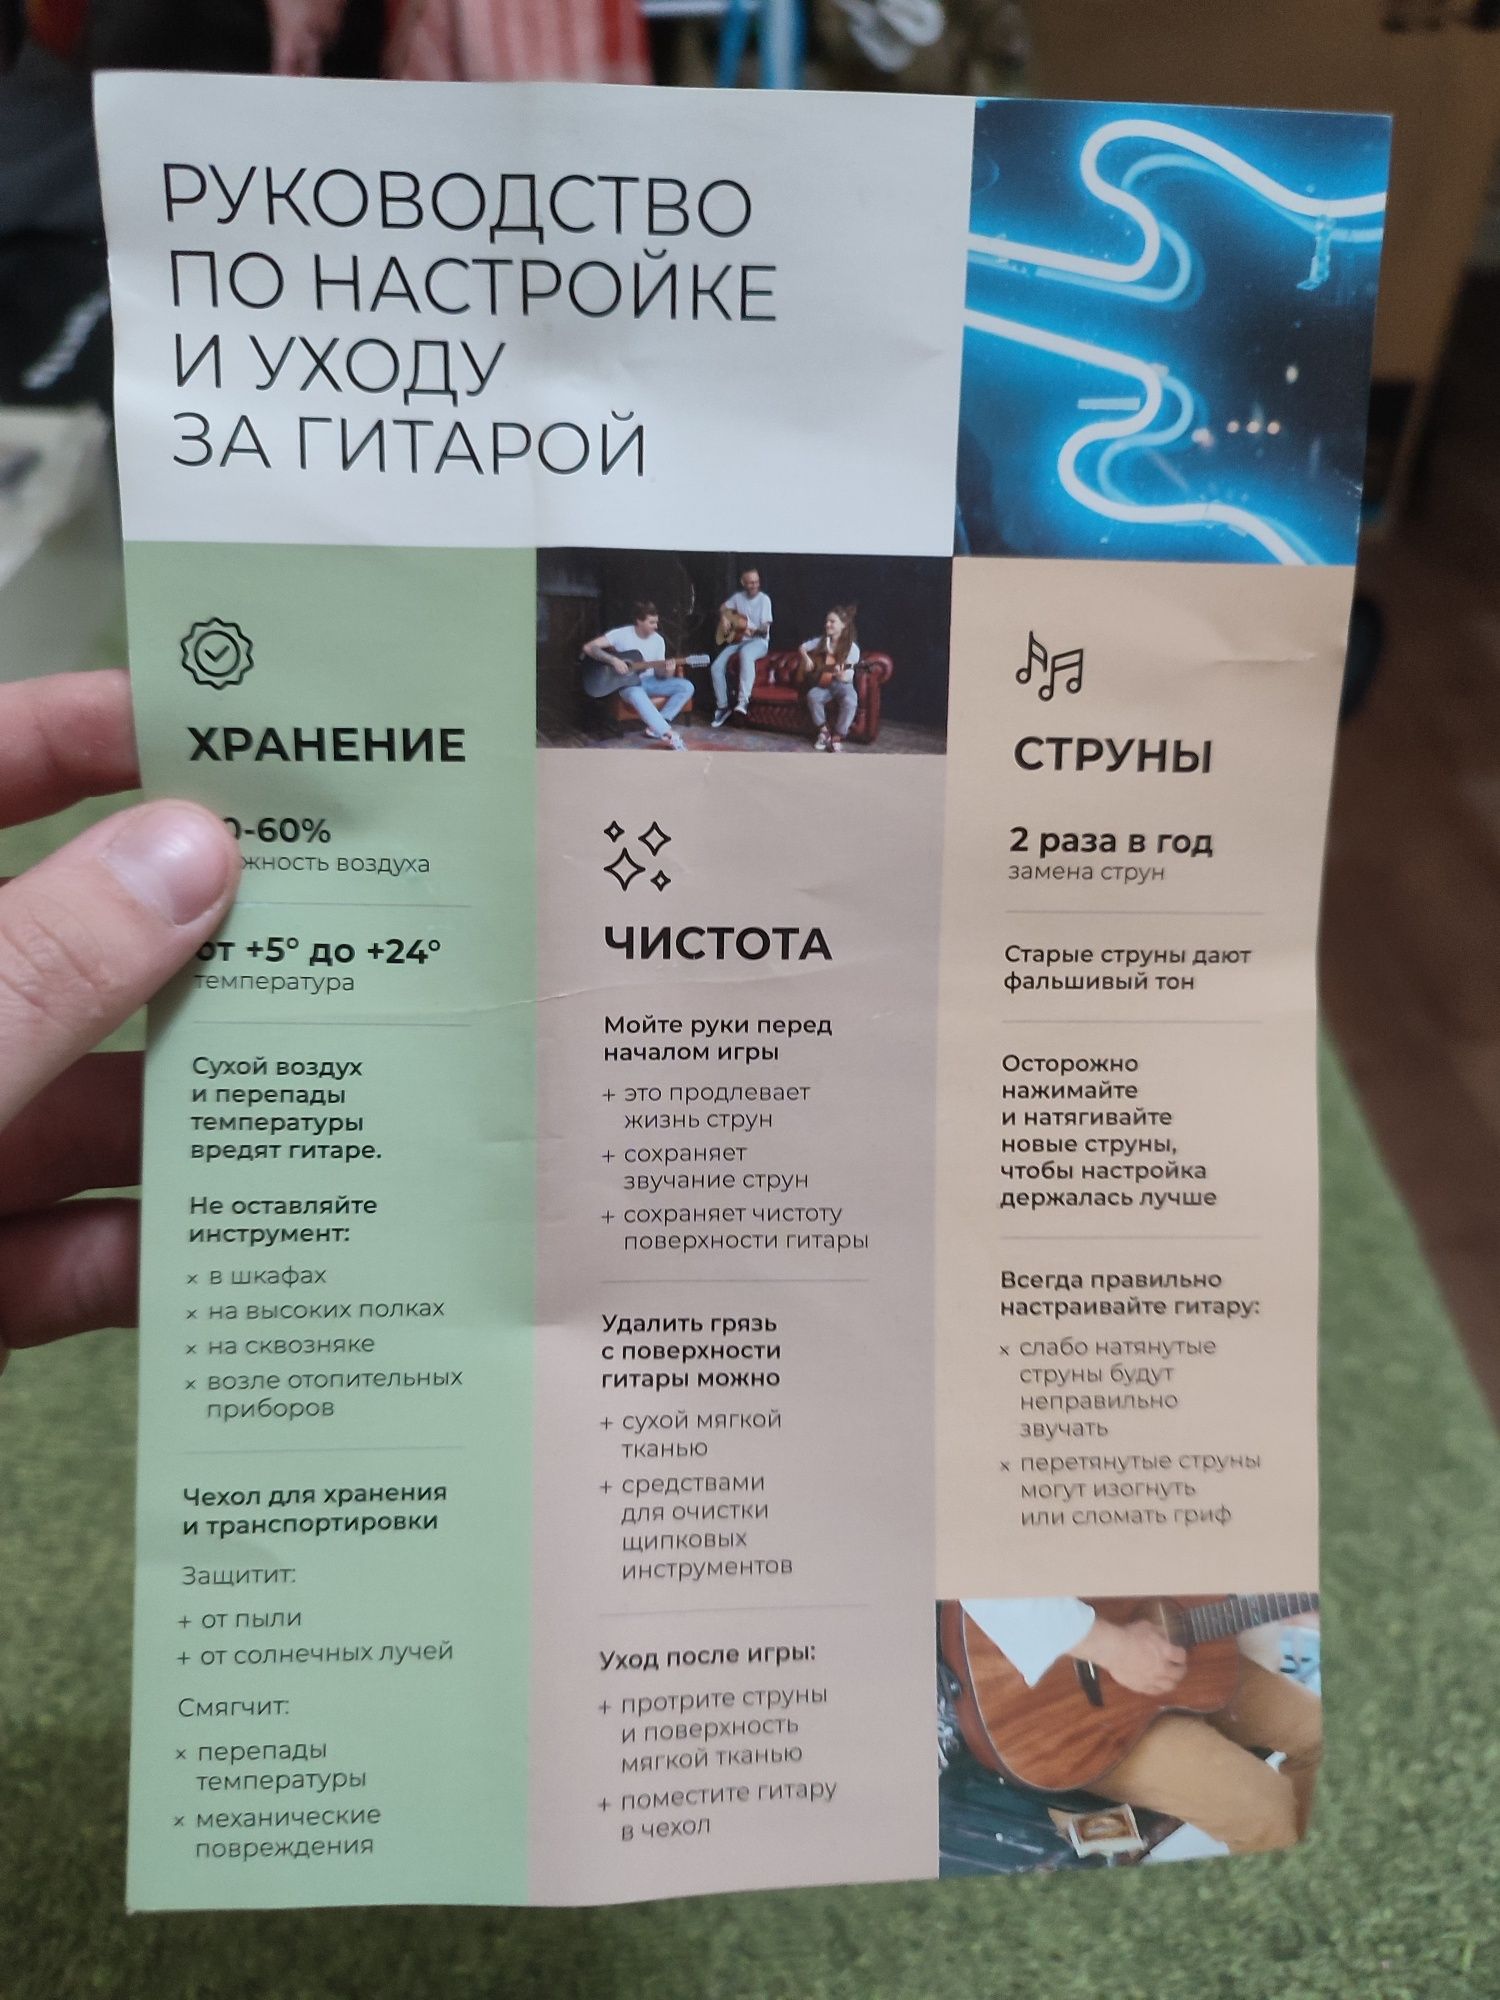 РУКОВОДСТВО
ПО НАСТРОЙКЕ
И УХОДУ
ЗА ГИТАРОЙ
ХРАНЕНИЕ
0-60%
жность воздуха
от +5° до +24°
температура
Сухой воздух
и перепады
температуры
вредят гитаре.
Не оставляйте
инструмент:
× в шкафах
× на высоких полках
× на сквозняке
× возле отопительных
приборов
Чехол для хранения
и транспортировки
Защитит:
+ от пыли
+ от солнечных лучей
Смягчит:
× перепады
температуры
× механические
повреждения
ЧИСТОТА
Мойте руки перед
началом игры
+ это продлевает
жизнь струн
+ сохраняет
звучание струн
+ сохраняет чистоту
поверхности гитары
Удалить грязь
с поверхности
гитары можно
+ сухой мягкой
тканью
+ средствами
для очистки
щипковых
инструментов
Уход после игры:
+ протрите струны
и поверхность
мягкой тканью
+ поместите гитару
в чехол
СТРУНЫ
2 раза в год
замена струн
Старые струны дают
фальшивый тон
Осторожно
нажимайте
и натягивайте
новые струны,
чтобы настройка
держалась лучше
Всегда правильно
настраивайте гитару:
× слабо натянутые
струны будут
неправильно
звучать
× перетянутые струны
могут изогнуть
или сломать гриф